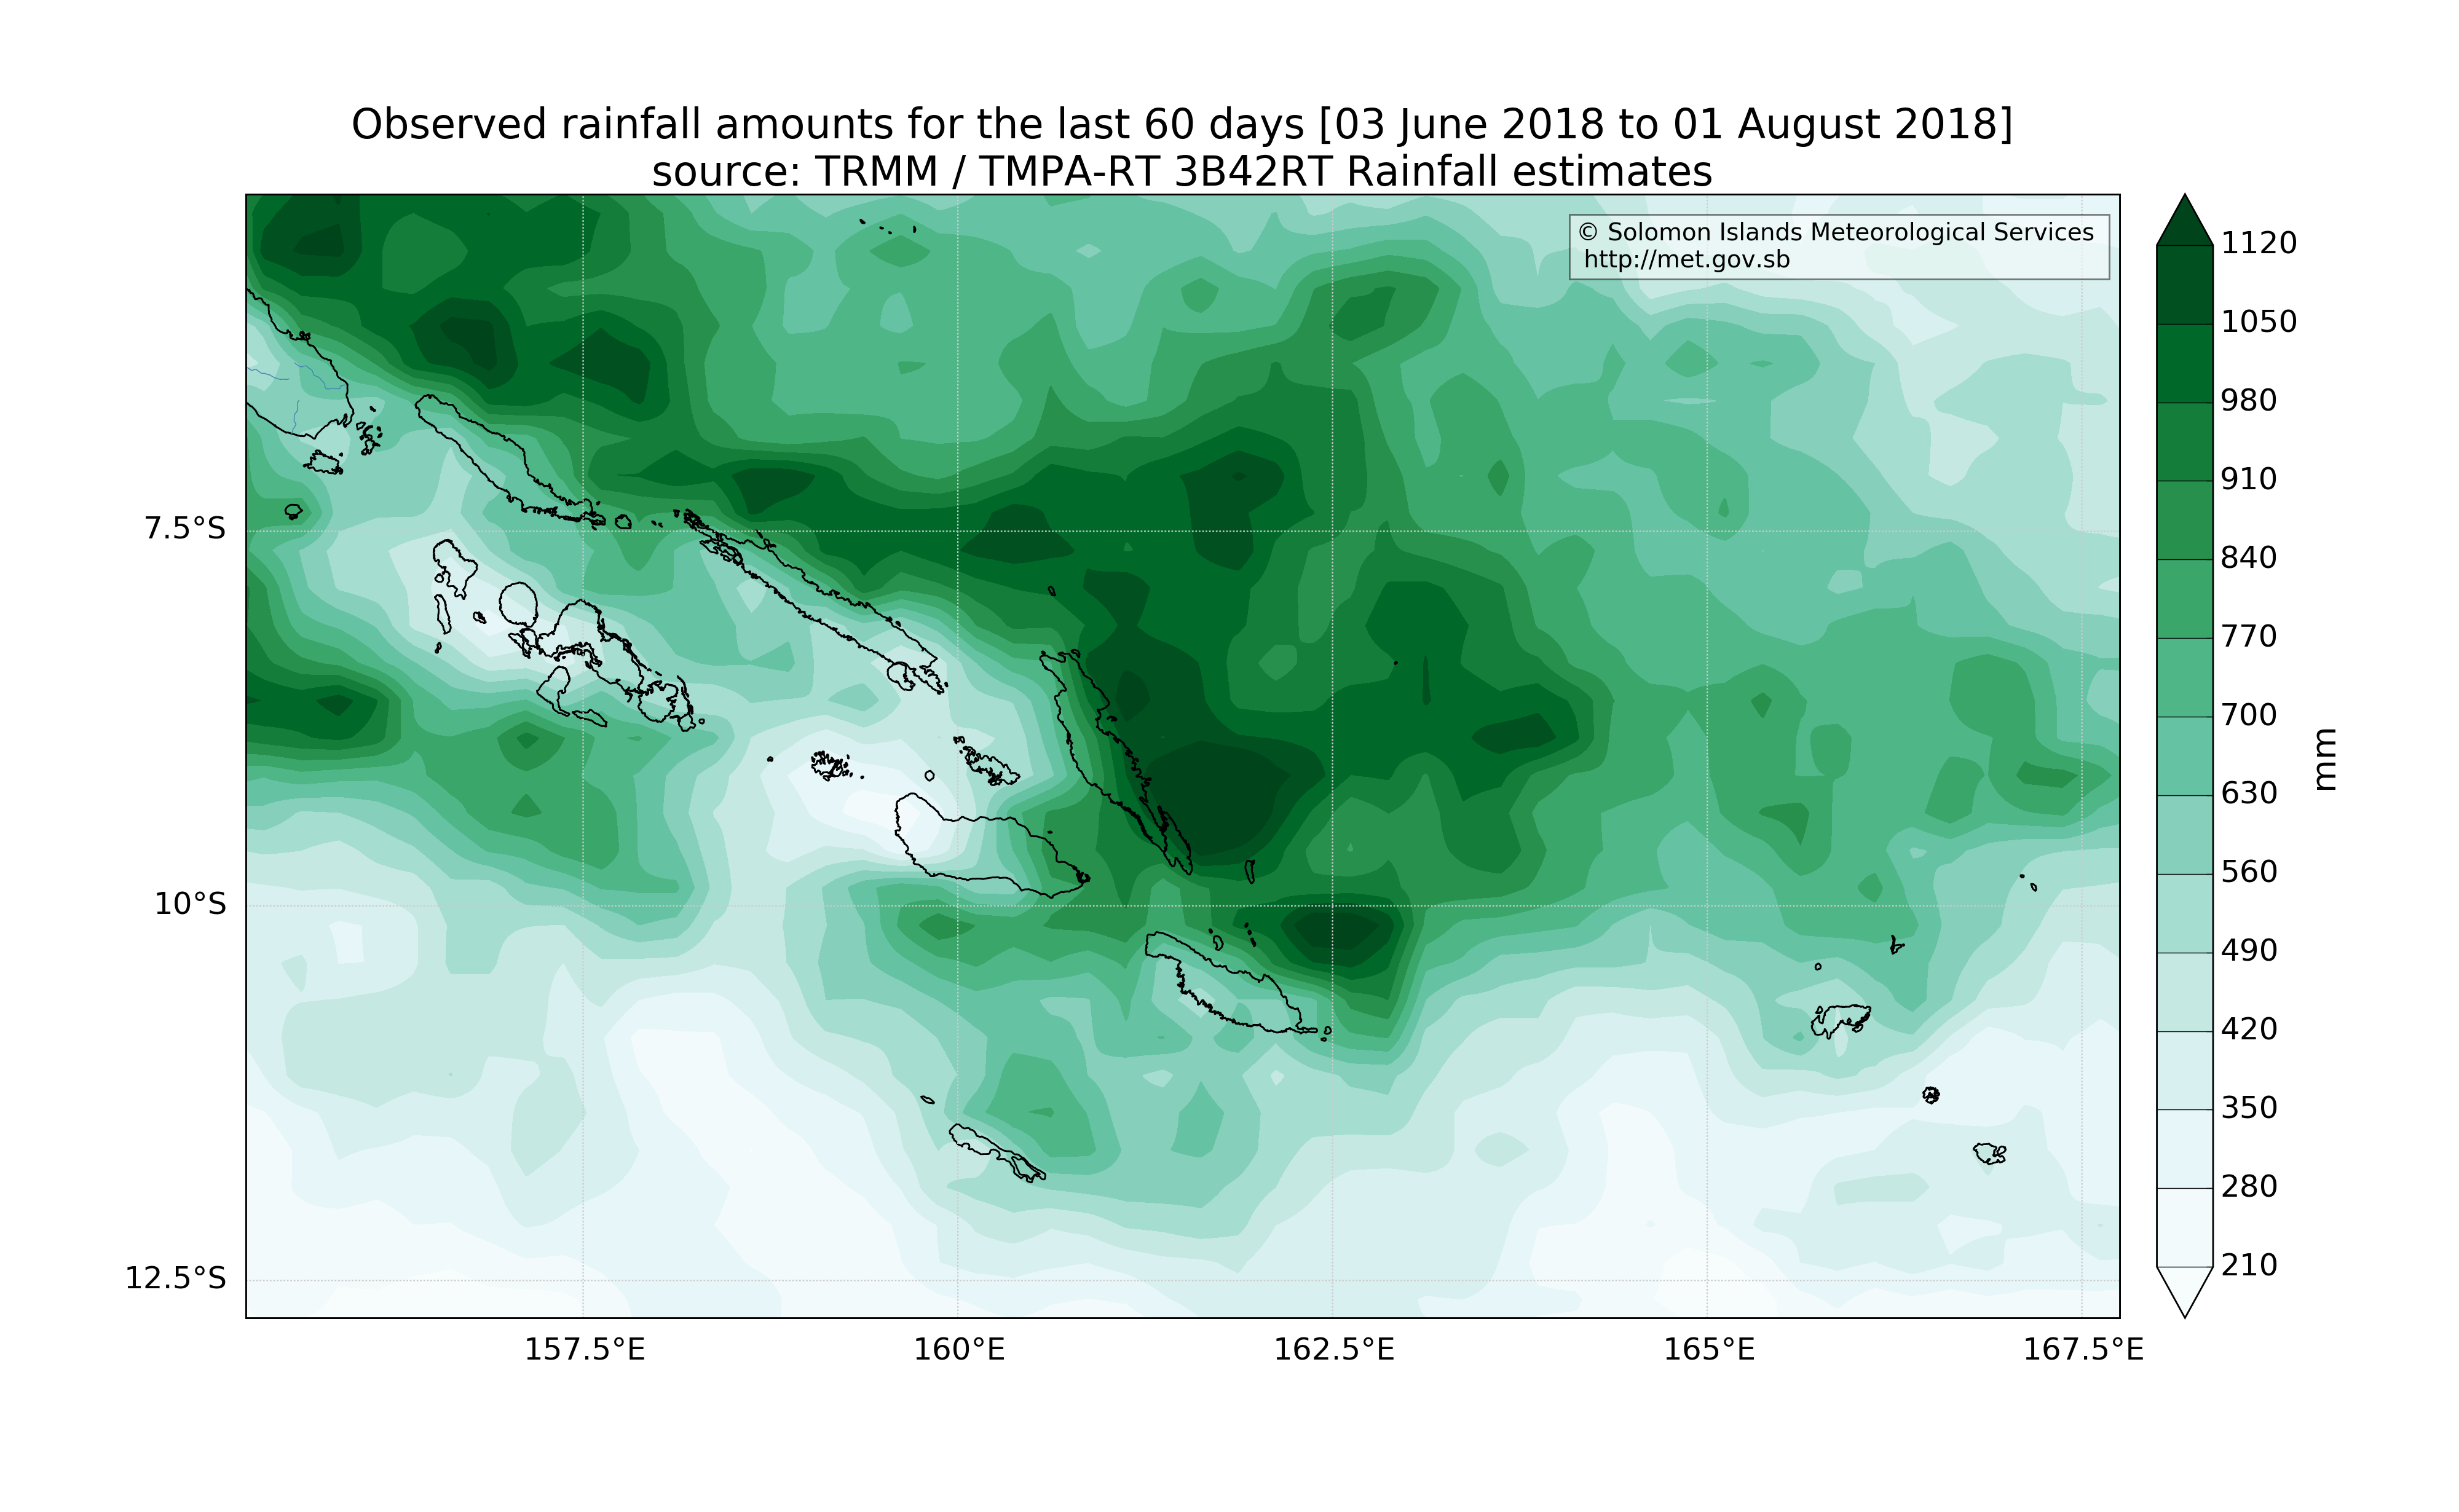 Observed rainfall amounts for the last 60 days [03 June 2018 to 01 August 2018]
source: TRMM / TMPA-RT 3B42RT Rainfall estimates
© Solomon Islands Meteorological Services
http://met.gov.sb
7.5°S
10°S
12.5°S
157.5°E
160°E
162.5°E
165°E
167.5°E
1120
1050
980
910
840
770
700
630
560
490
420
350
280
210
mm